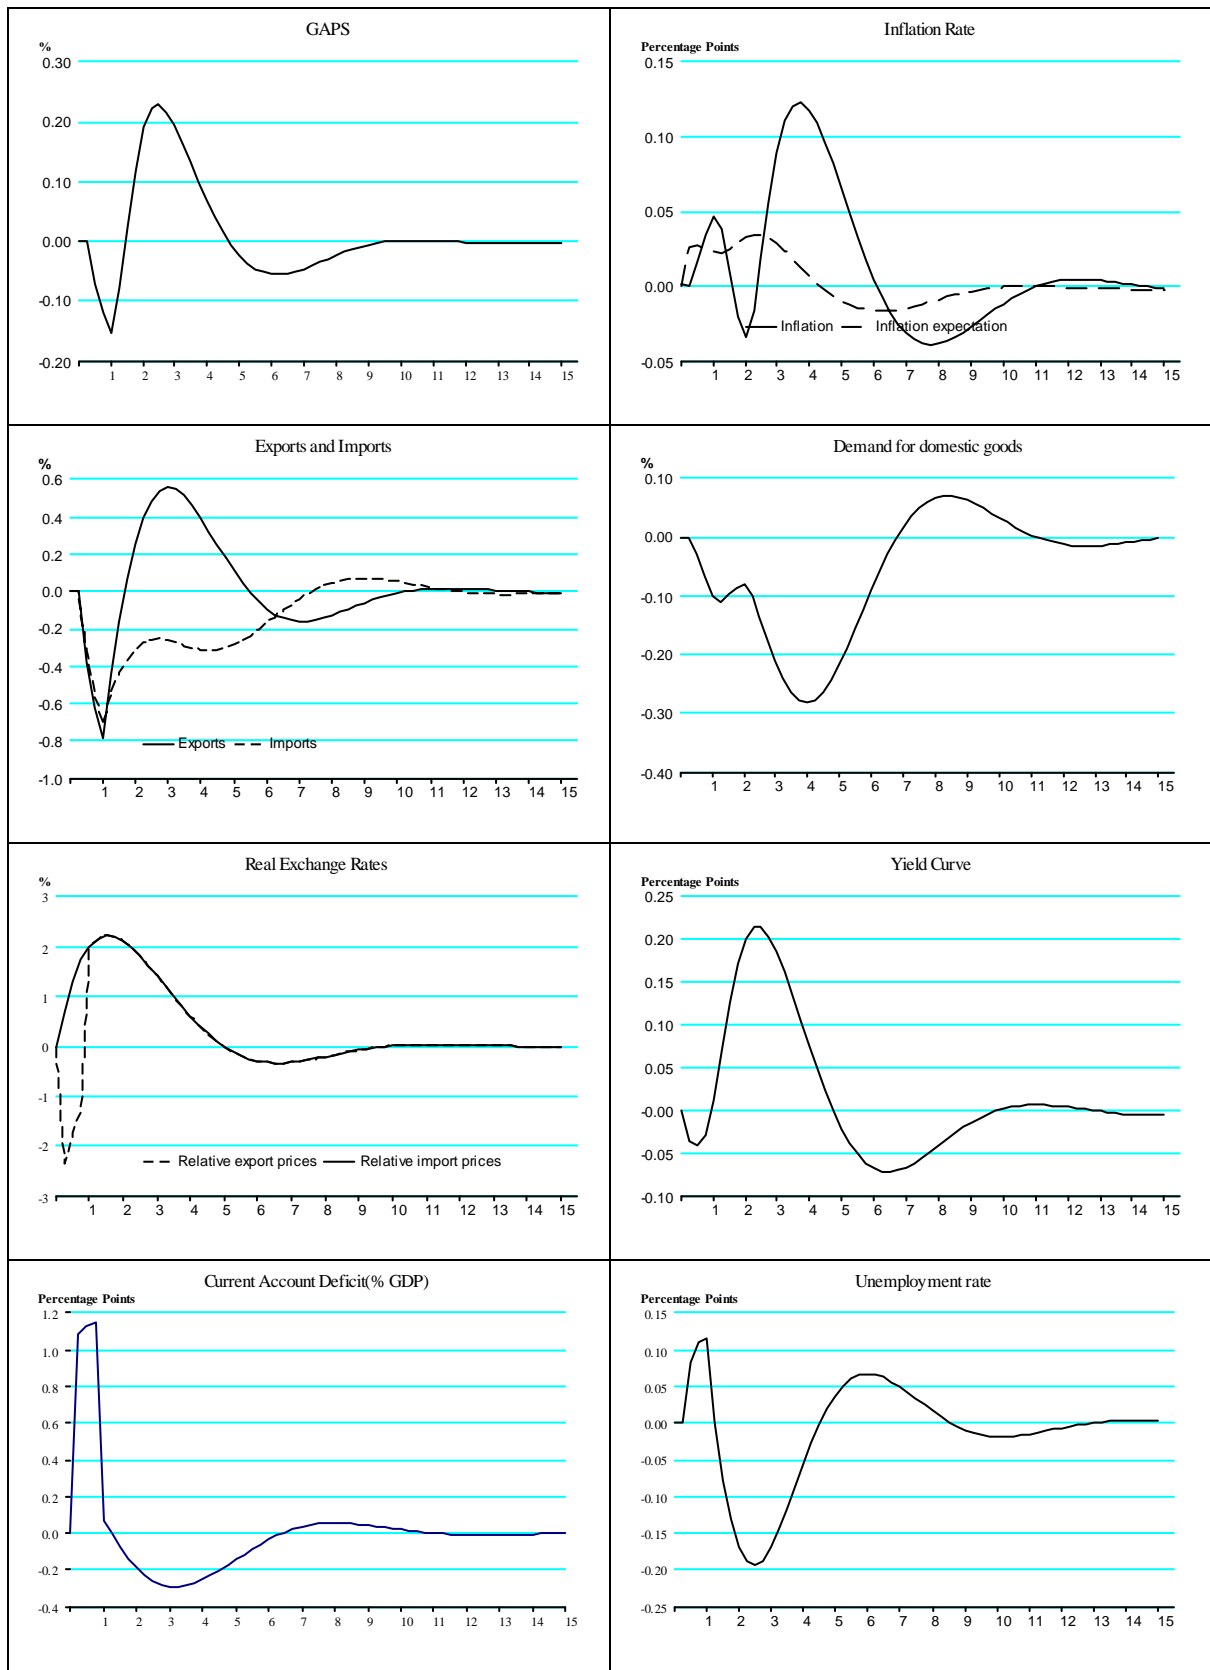 GAPS
%
0.30
0.20
0.10
0.00
-0.10
-0.20
1 2 3 4 5 6 7 8 9 10 11 12 13 14 15
Inflation Rate
Percentage Points
0.15
0.10
0.05
0.00
-0.05
Inflation Inflation expectation
1 2 3 4 5 6 7 8 9 10 11 12 13 14 15
Exports and Imports
%
0.6
0.4
0.2
0.0
-0.2
-0.4
-0.6
-0.8
-1.0
Exports Imports
1 2 3 4 5 6 7 8 9 10 11 12 13 14 15
Demand for domestic goods
%
0.10
0.00
-0.10
-0.20
-0.30
-0.40
1 2 3 4 5 6 7 8 9 10 11 12 13 14 15
Real Exchange Rates
%
3
2
1
0
-1
-2
-3
Relative export prices Relative import prices
1 2 3 4 5 6 7 8 9 10 11 12 13 14 15
Yield Curve
Percentage Points
0.25
0.20
0.15
0.10
0.05
-0.00
-0.05
-0.10
1 2 3 4 5 6 7 8 9 10 11 12 13 14 15
Current Account Deficit(% GDP)
Percentage Points
1.2
1.0
0.8
0.6
0.4
0.2
0.0
-0.2
-0.4
1 2 3 4 5 6 7 8 9 10 11 12 13 14 15
Unemployment rate
Percentage Points
0.15
0.10
0.05
0.00
-0.05
-0.10
-0.15
-0.20
-0.25
1 2 3 4 5 6 7 8 9 10 11 12 13 14 15